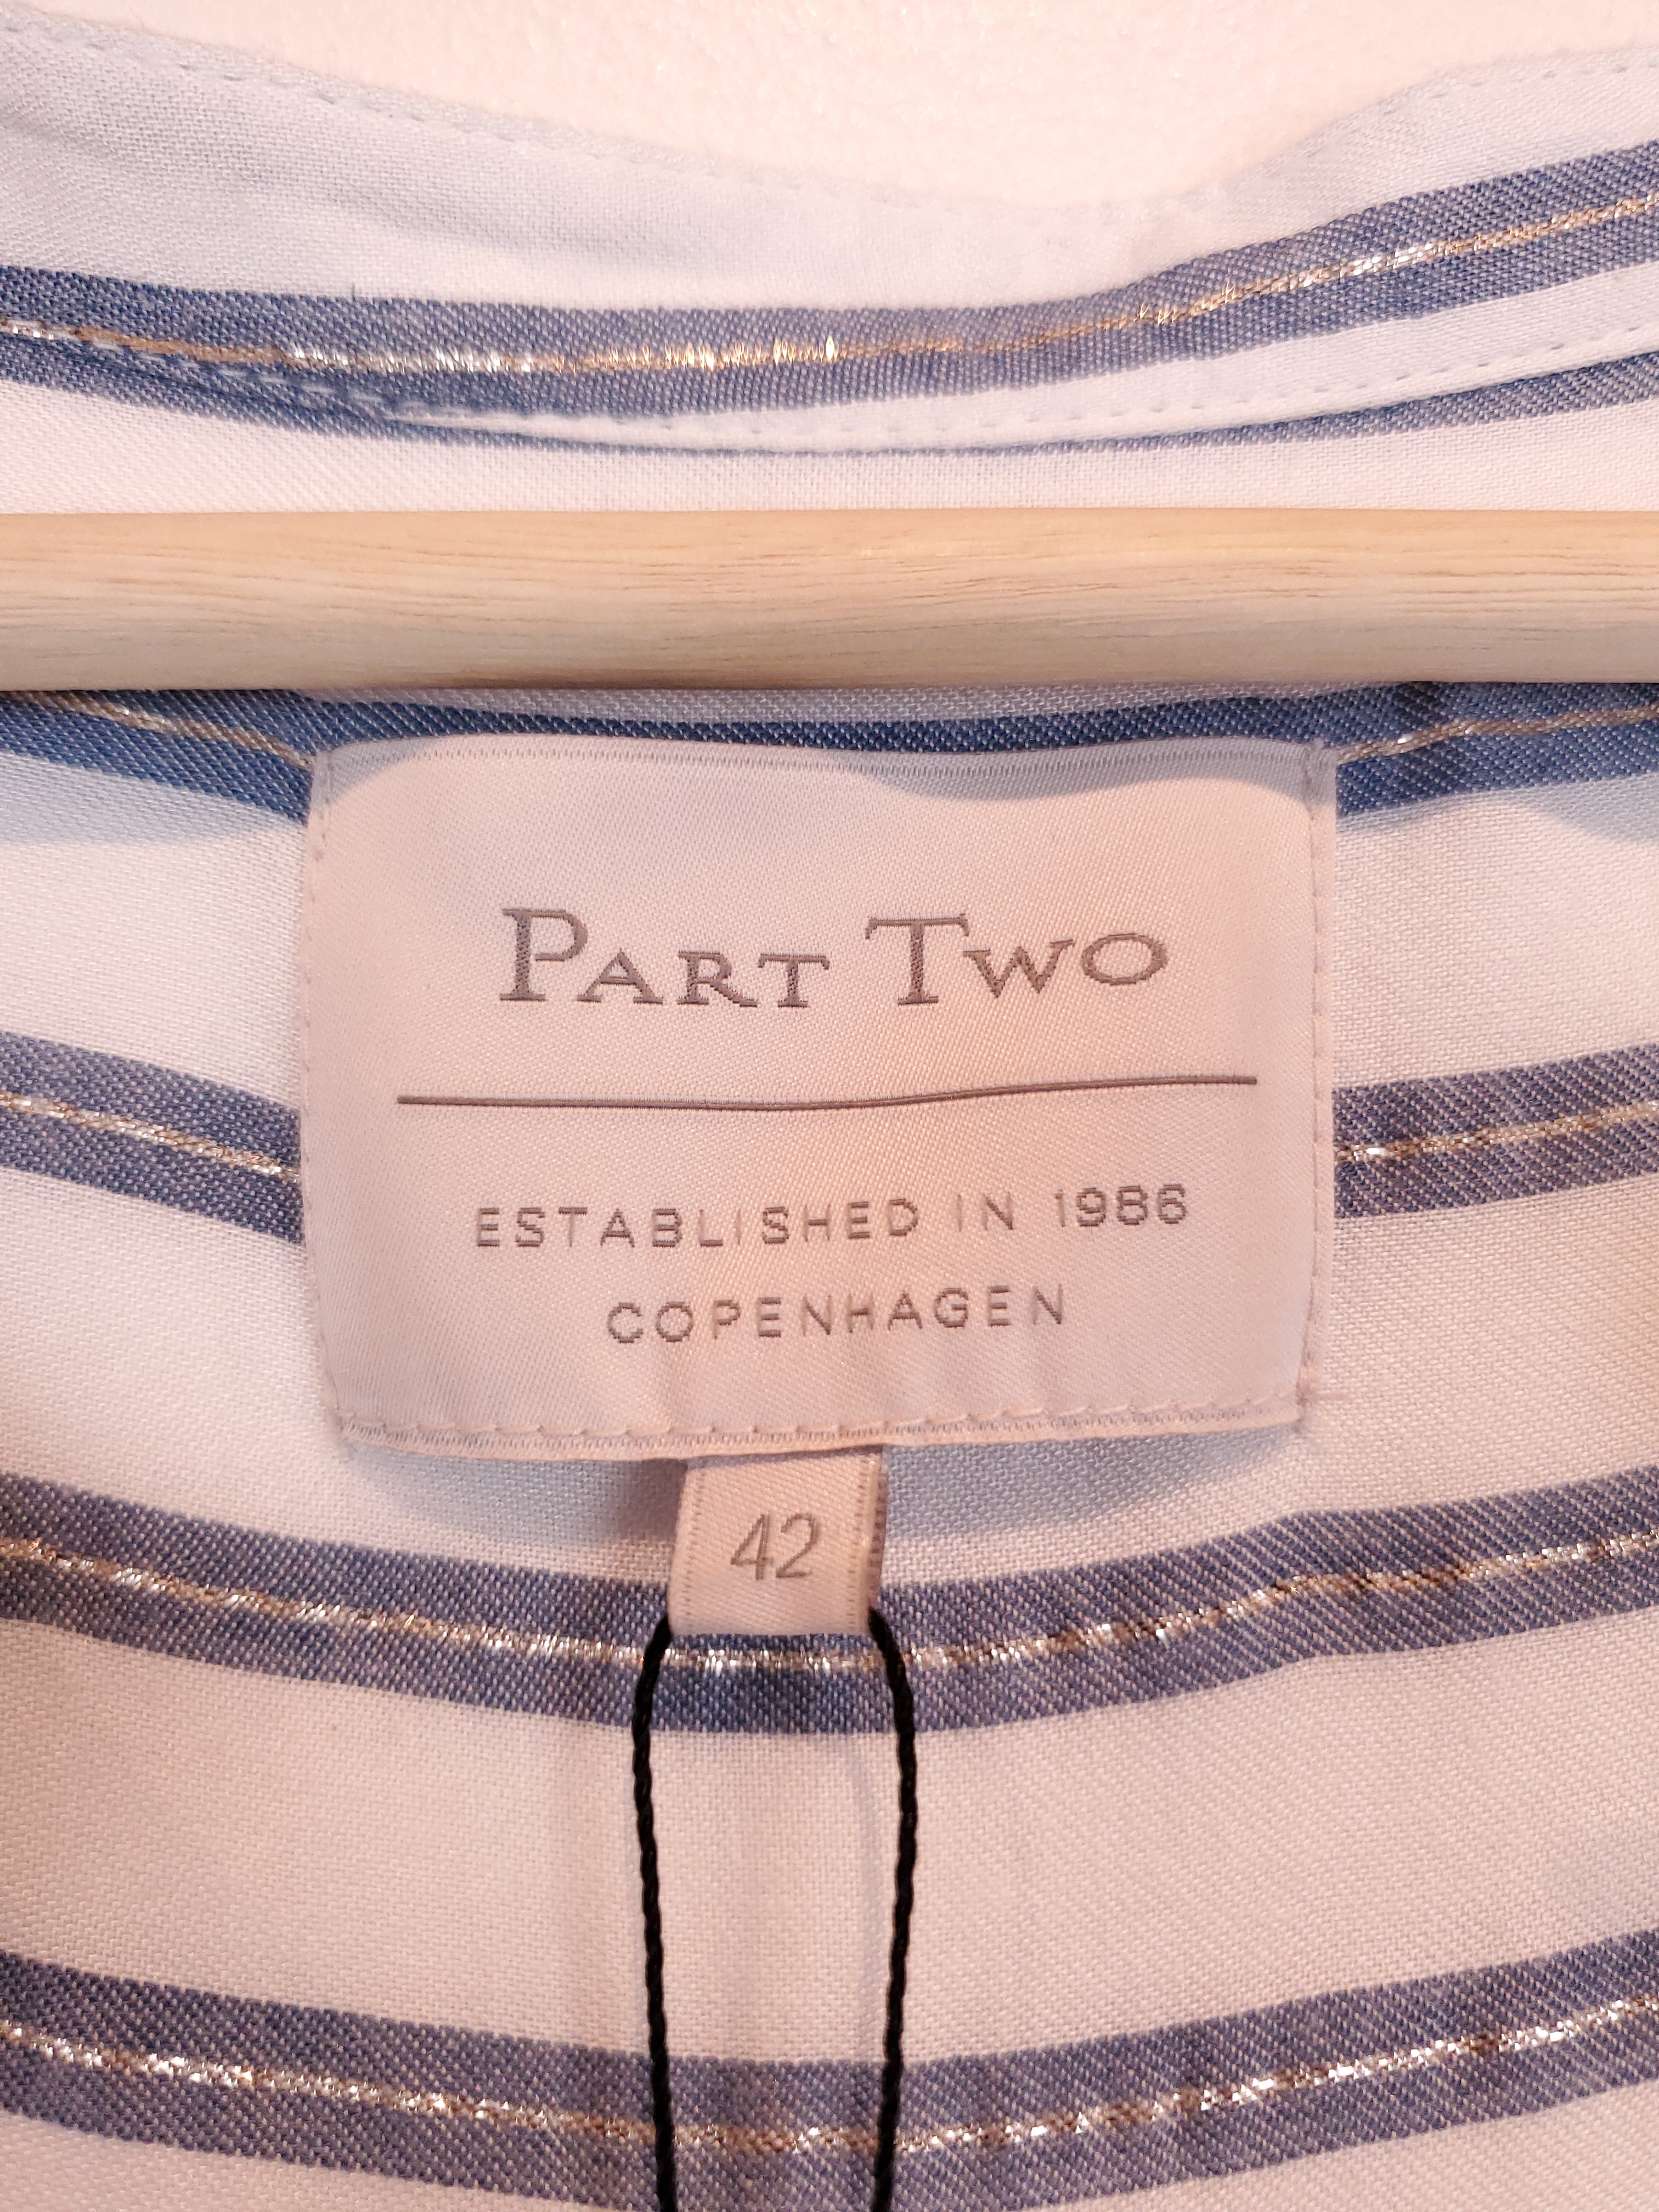 PART TWO
ESTABLISHED IN 1986
COPENHAGEN
42